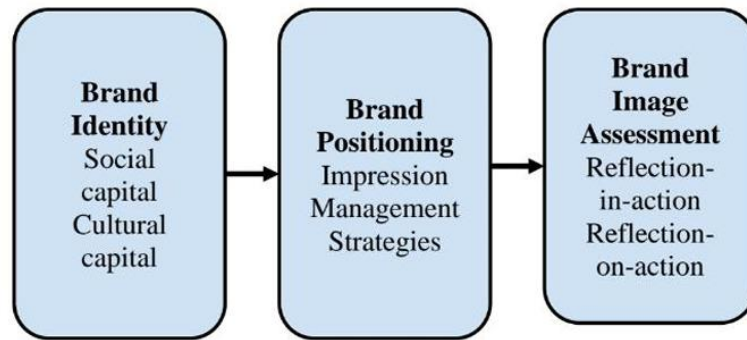 Brand
Identity
Social
capital
Cultural
capital
Brand
Positioning
Impression
Management
Strategies
Brand
Image
Assessment
Reflection-
in-action
Reflection-
on-action